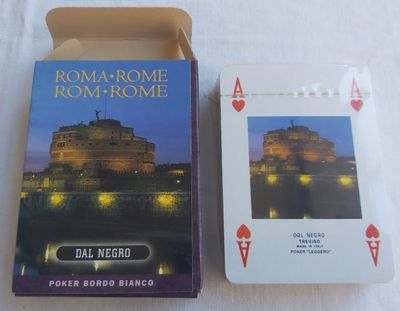 ROMA • ROME
ROM • ROME
DAL NEGRO
POKER BORDO BIANCO
A
A
DAL NEGRO
TREVISO
MADE IN ITALY
POKER "LEGGERO"
A
A